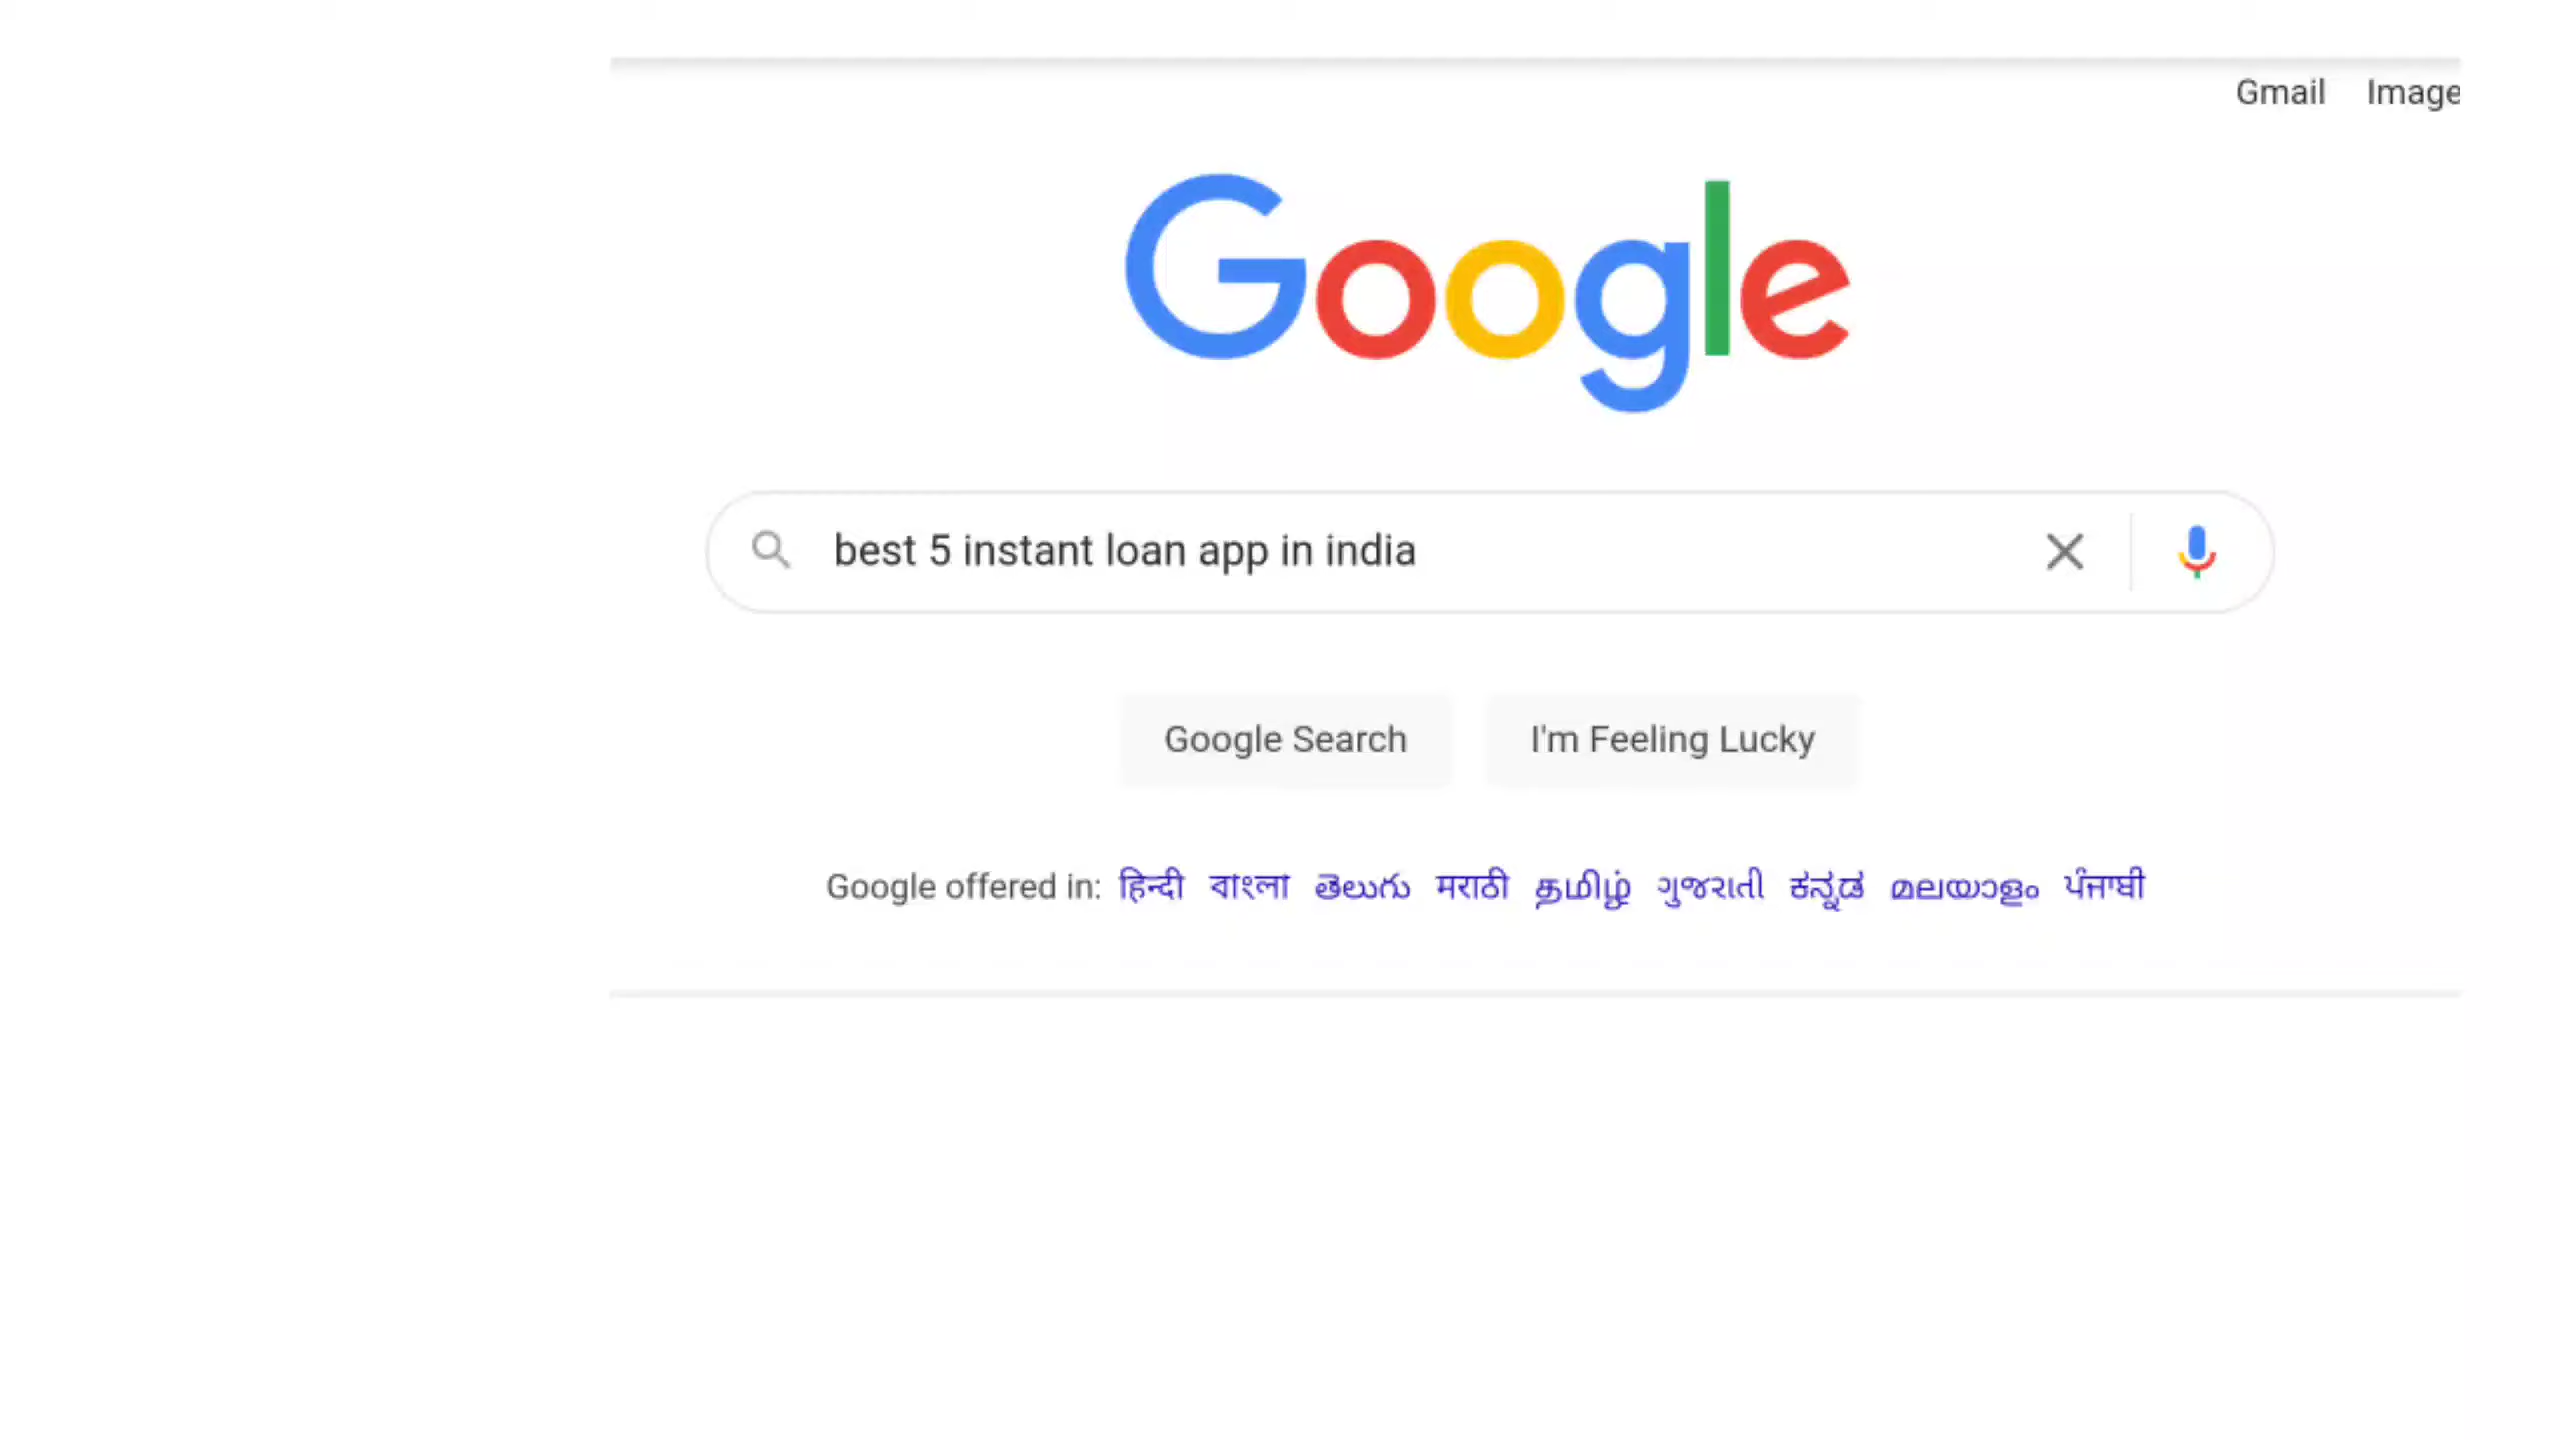 Gmail Image
Google
best 5 instant loan app in india
Google Search I'm Feeling Lucky
Google offered in: हिन्दी বাংলা తెలుగు मराठी தமிழ் ગુજરાતી ಕನ್ನಡ മലയാളം ਪੰਜਾਬੀ